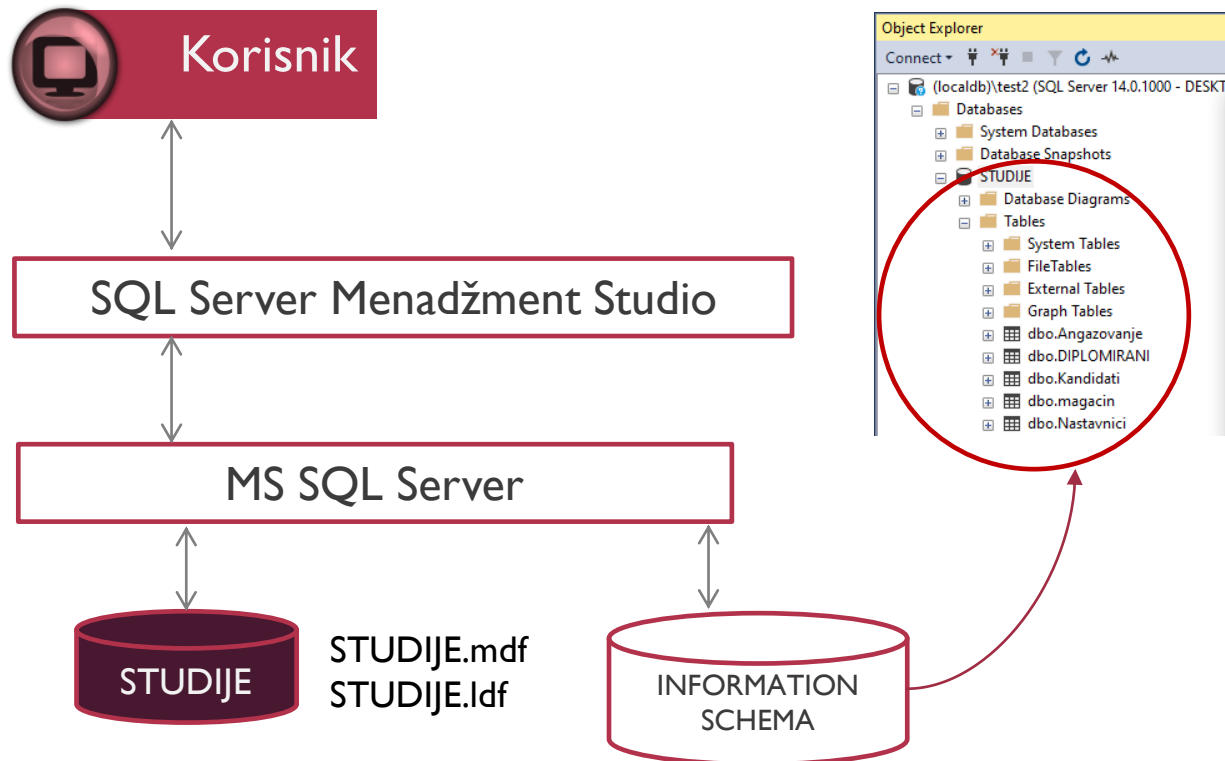 Korisnik
SQL Server Menadžment Studio
MS SQL Server
STUDIJE
STUDIJE.mdf
STUDIJE.ldf
INFORMATION
SCHEMA
Object Explorer
Connect
(localdb)\test2 (SQL Server 14.0.1000 - DESKT
Databases
System Databases
Database Snapshots
STUDIJE
Database Diagrams
Tables
System Tables
FileTables
External Tables
Graph Tables
dbo.Angazovanje
dbo.DIPLOMIRANI
dbo.Kandidati
dbo.magacin
dbo.Nastavnici